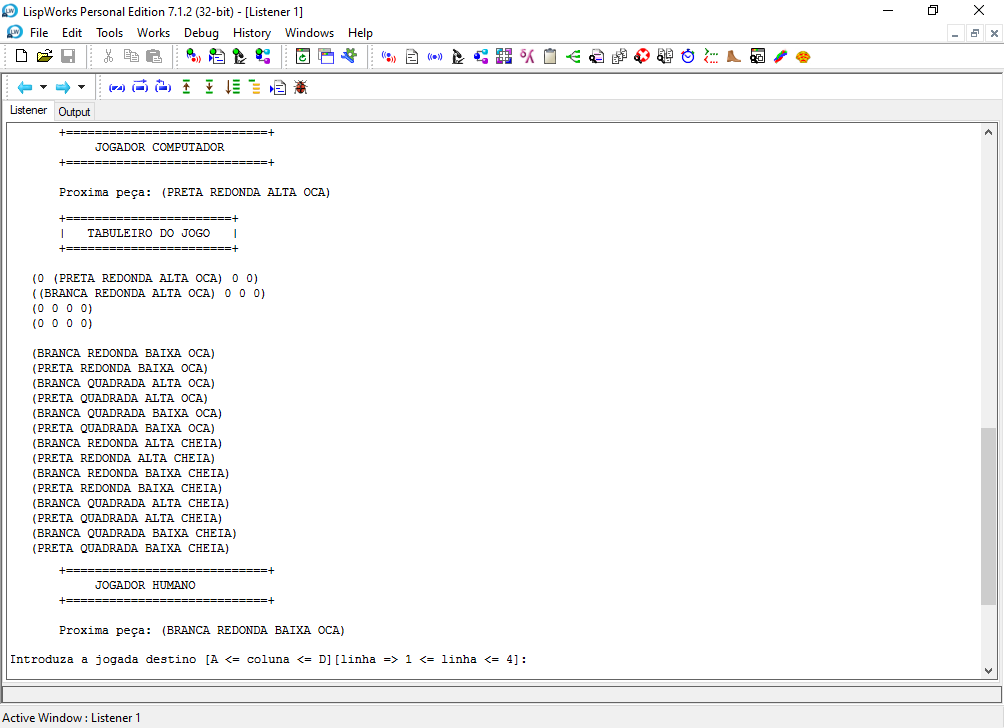 LispWorks Personal Edition 7.1.2 (32-bit) - [Listener 1]
File Edit Tools Works Debug History Windows Help
Listener Output
+============================+
JOGADOR COMPUTADOR
+============================+
Proxima peça: (PRETA REDONDA ALTA OCA)
+=======================+
| TABULEIRO DO JOGO |
+=======================+
(0 (PRETA REDONDA ALTA OCA) 0 0)
((BRANCA REDONDA ALTA OCA) 0 0 0)
(0 0 0 0)
(0 0 0 0)
(BRANCA REDONDA BAIXA OCA)
(PRETA REDONDA BAIXA OCA)
(BRANCA QUADRADA ALTA OCA)
(PRETA QUADRADA ALTA OCA)
(BRANCA QUADRADA BAIXA OCA)
(PRETA QUADRADA BAIXA OCA)
(BRANCA REDONDA ALTA CHEIA)
(PRETA REDONDA ALTA CHEIA)
(BRANCA REDONDA BAIXA CHEIA)
(PRETA REDONDA BAIXA CHEIA)
(BRANCA QUADRADA ALTA CHEIA)
(PRETA QUADRADA ALTA CHEIA)
(BRANCA QUADRADA BAIXA CHEIA)
(PRETA QUADRADA BAIXA CHEIA)
+============================+
JOGADOR HUMANO
+============================+
Proxima peça: (BRANCA REDONDA BAIXA OCA)
Introduza a jogada destino [A <= coluna <= D][linha => 1 <= linha <= 4]:
Active Window : Listener 1